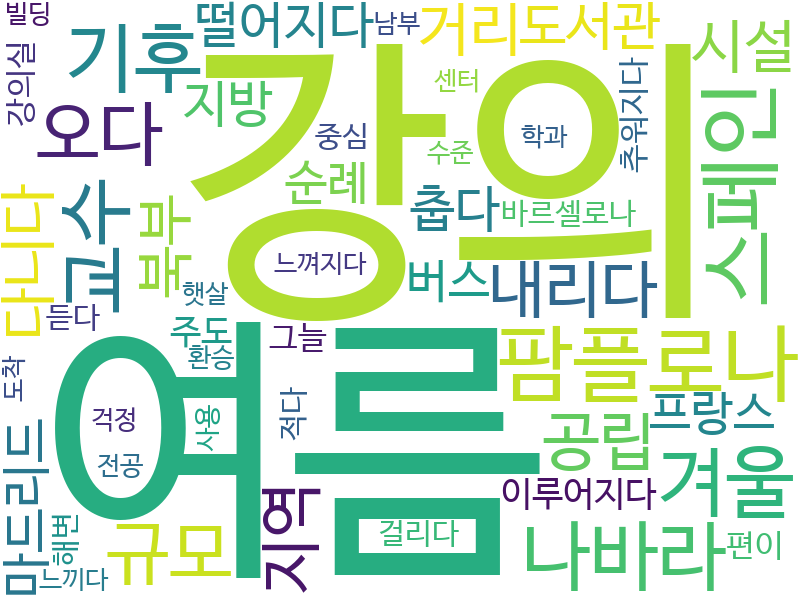 빌딩
떨어지다
남부
거리도서관
기후
강의
시설
강의실
오다
지방
센터
추워지다
중심
학과
수준
스페인
순례
춥다
바르셀로나
다니다
교수
북부
느껴지다
버스
내리다
햇살
듣다
주도
그늘
여름
환승
팜플로나
도착
걱정
사용
적다
프랑스
전공
공립
겨울
마드리드
해변
규모
지역
걸리다
이루어지다
나바라
편이
느끼다